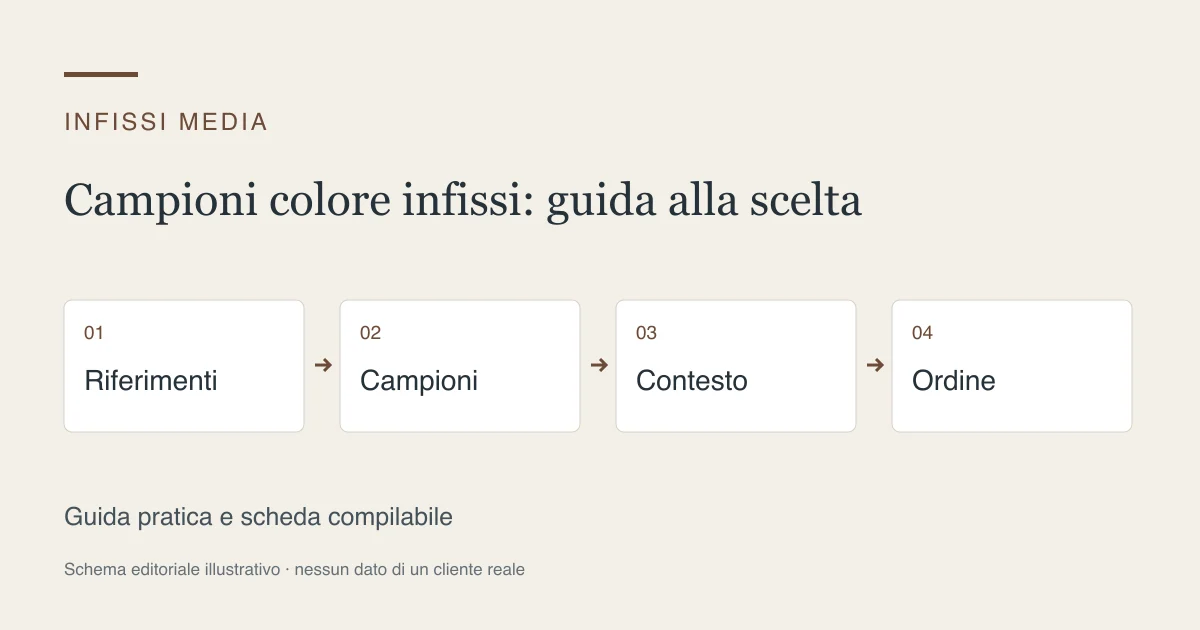 INFISSI MEDIA
Campioni colore infissi: guida alla scelta
01
Riferimenti
02
Campioni
03
Contesto
04
Ordine
Guida pratica e scheda compilabile
Schema editoriale illustrativo · nessun dato di un cliente reale